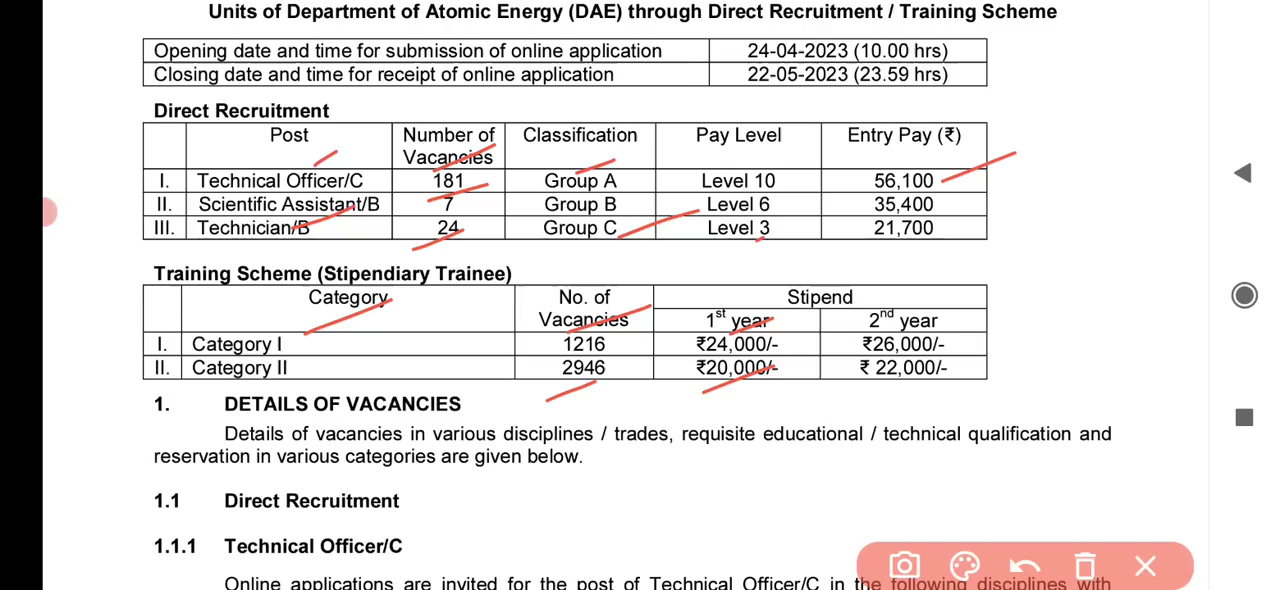 Units of Department of Atomic Energy (DAE) through Direct Recruitment / Training Scheme
Opening date and time for submission of online application 24-04-2023 (10.00 hrs)
Closing date and time for receipt of online application 22-05-2023 (23.59 hrs)
Direct Recruitment
Post Number of Vacancies Classification Pay Level Entry Pay (₹)
I. Technical Officer/C 181 Group A Level 10 56,100
II. Scientific Assistant/B 7 Group B Level 6 35,400
III. Technician/B 24 Group C Level 3 21,700
Training Scheme (Stipendiary Trainee)
Category No. of Vacancies Stipend
1st year 2nd year
I. Category I 1216 ₹24,000/- ₹26,000/-
II. Category II 2946 ₹20,000/- ₹ 22,000/-
1. DETAILS OF VACANCIES
Details of vacancies in various disciplines / trades, requisite educational / technical qualification and
reservation in various categories are given below.
1.1 Direct Recruitment
1.1.1 Technical Officer/C
Online applications are invited for the post of Technical Officer/C in the following disciplines with